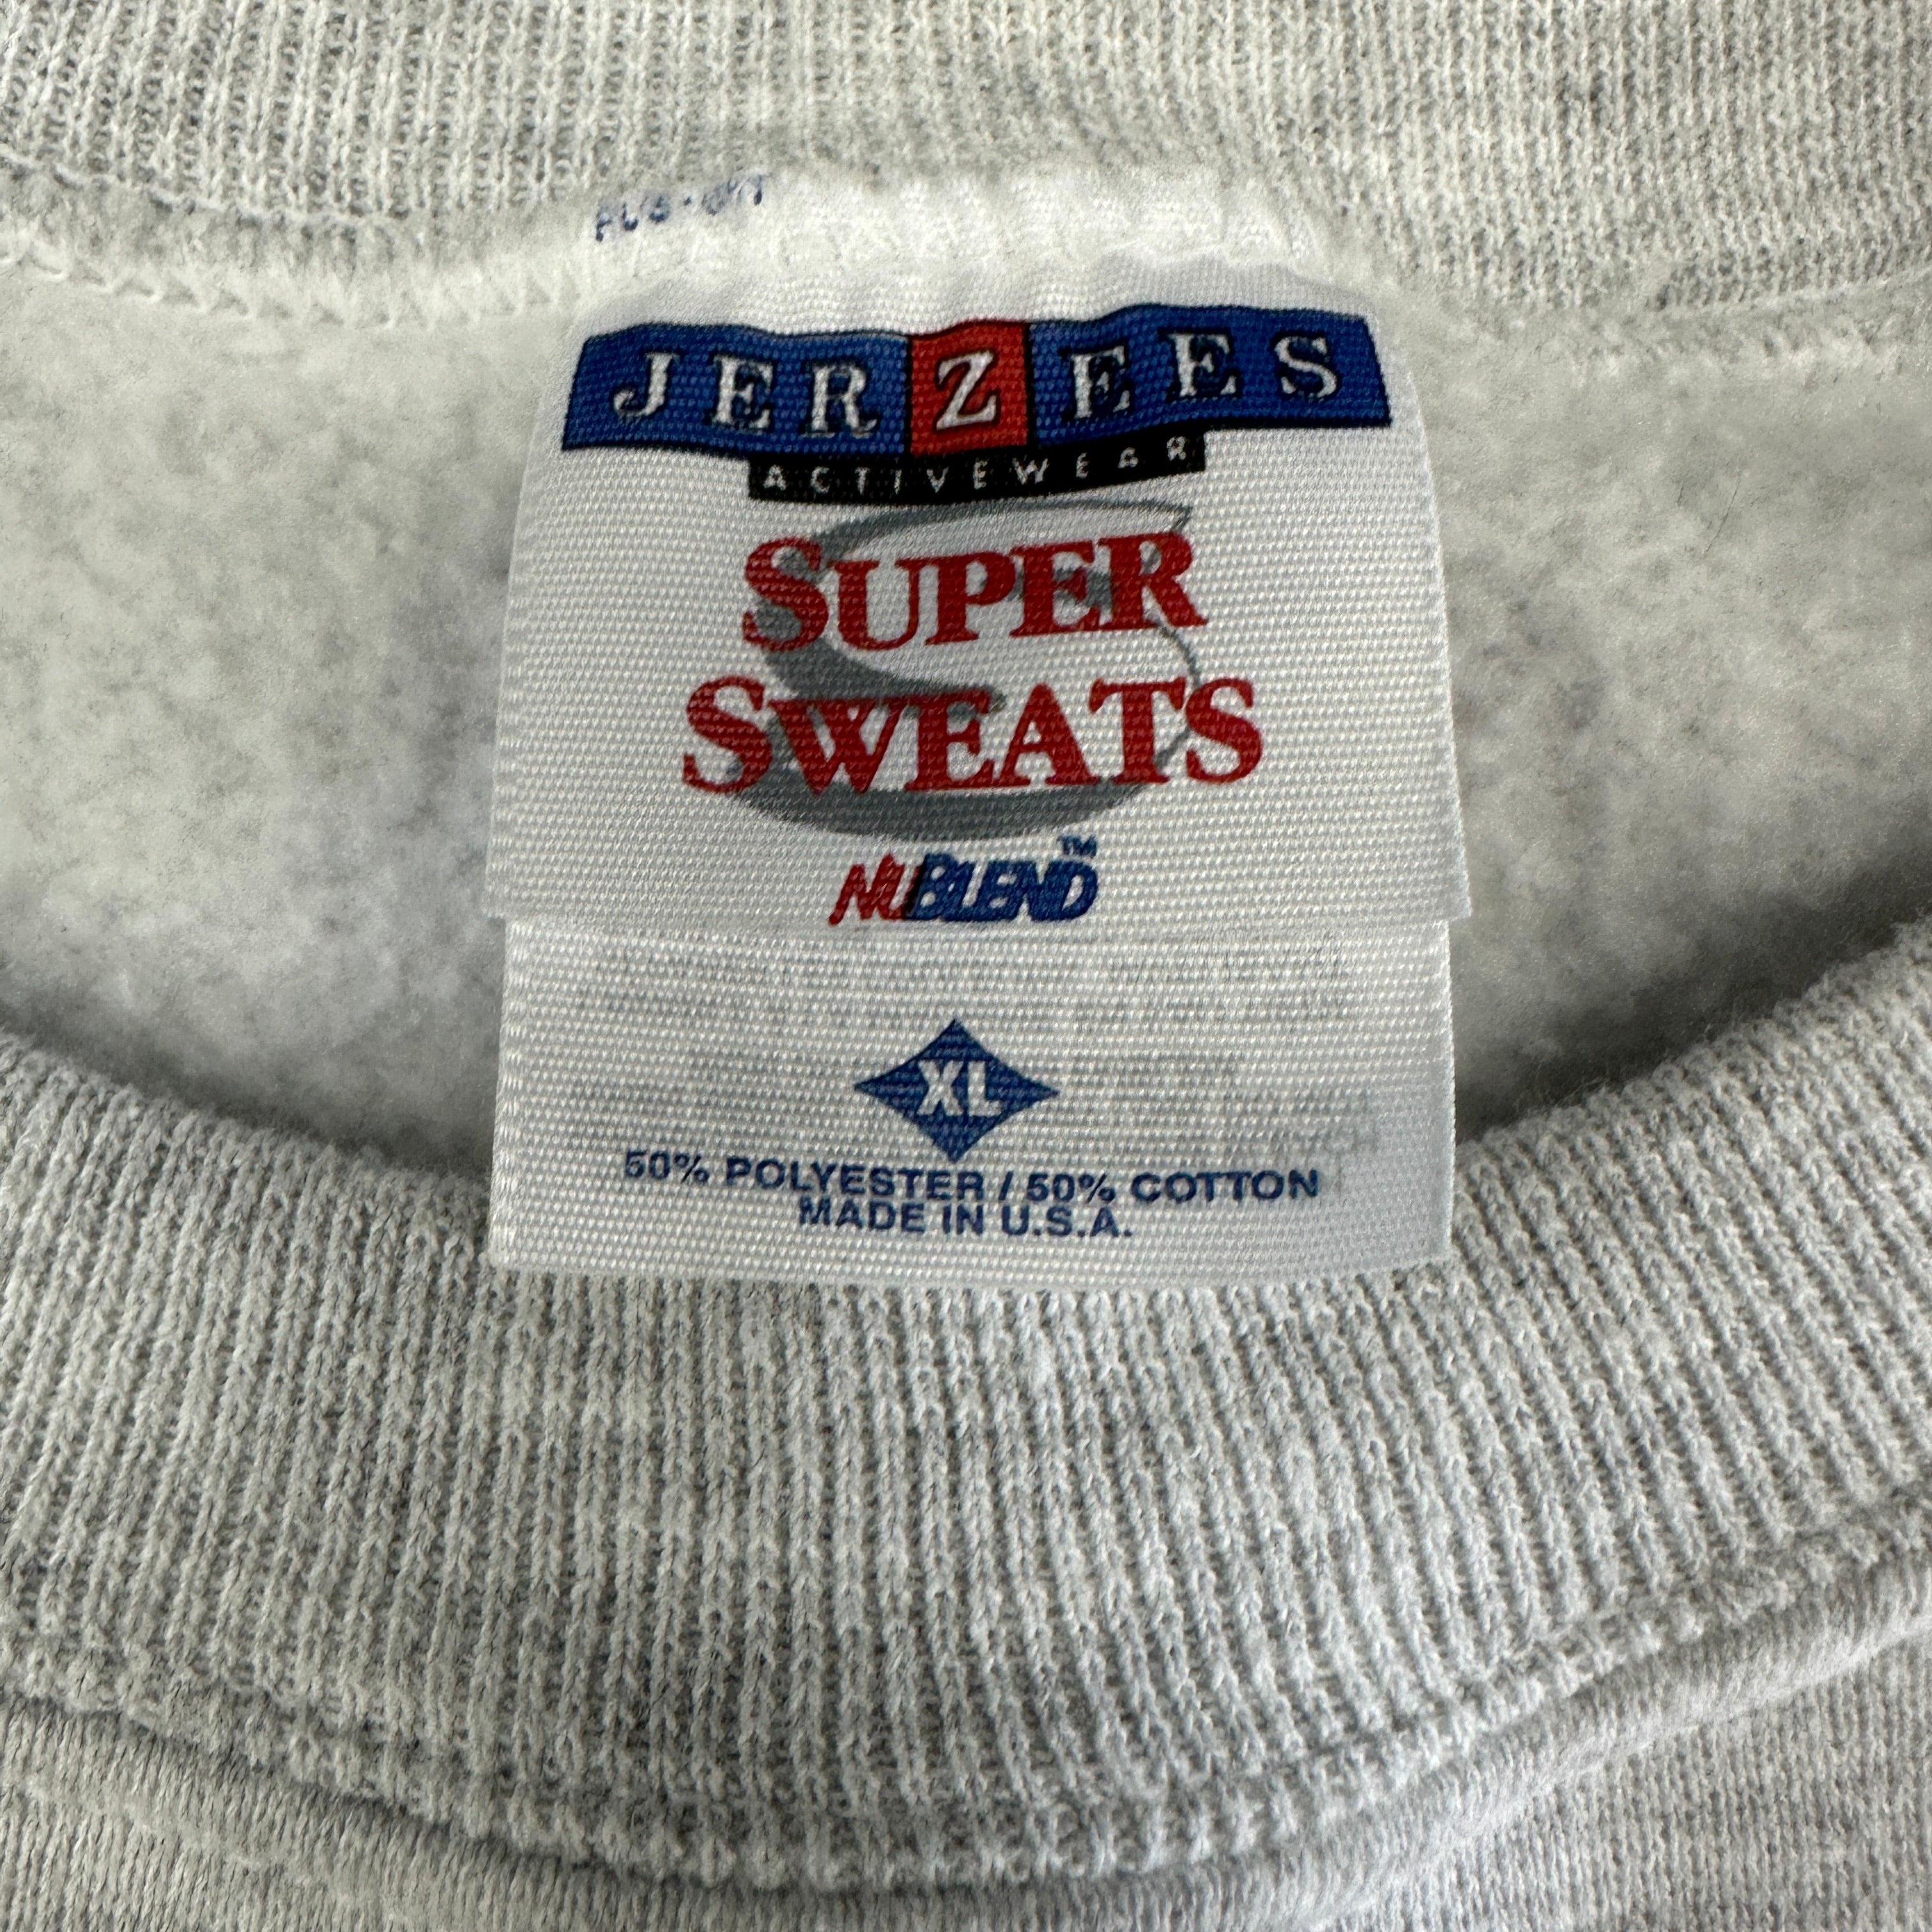 JERZEES
ACTIVEWEAR
SUPER
SWEATS
NUBLEND™
XL
50% POLYESTER / 50% COTTON
MADE IN U.S.A.